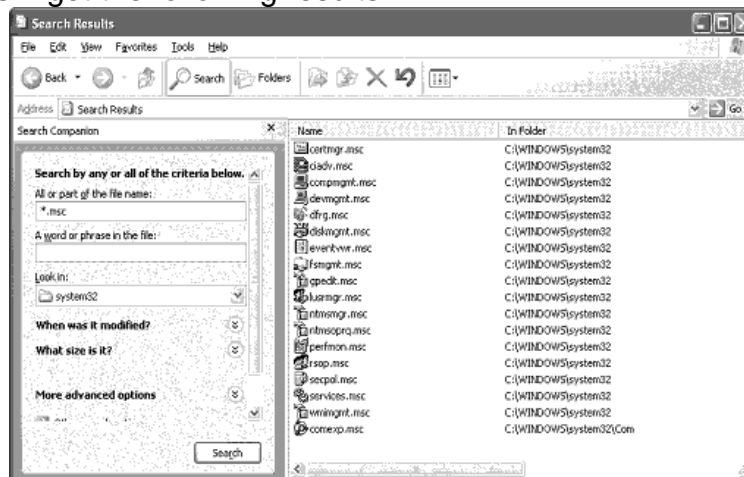 Search Results
File Edit View Favorites Tools Help
Back Search Folders
Address Search Results Go
Search Companion
Search by any or all of the criteria below.
All or part of the file name:
*.msc
A word or phrase in the file:
Look in:
system32
When was it modified?
What size is it?
More advanced options
Search
Name In Folder
certmgr.msc C:\WINDOWS\system32
ciadv.msc C:\WINDOWS\system32
compmgmt.msc C:\WINDOWS\system32
devmgmt.msc C:\WINDOWS\system32
dfrg.msc C:\WINDOWS\system32
diskmgmt.msc C:\WINDOWS\system32
eventvwr.msc C:\WINDOWS\system32
fsmgmt.msc C:\WINDOWS\system32
gpedit.msc C:\WINDOWS\system32
lusrmgr.msc C:\WINDOWS\system32
ntmsmgr.msc C:\WINDOWS\system32
ntmsoprq.msc C:\WINDOWS\system32
perfmon.msc C:\WINDOWS\system32
rsop.msc C:\WINDOWS\system32
secpol.msc C:\WINDOWS\system32
services.msc C:\WINDOWS\system32
wmimgmt.msc C:\WINDOWS\system32
comexp.msc C:\WINDOWS\system32\Com